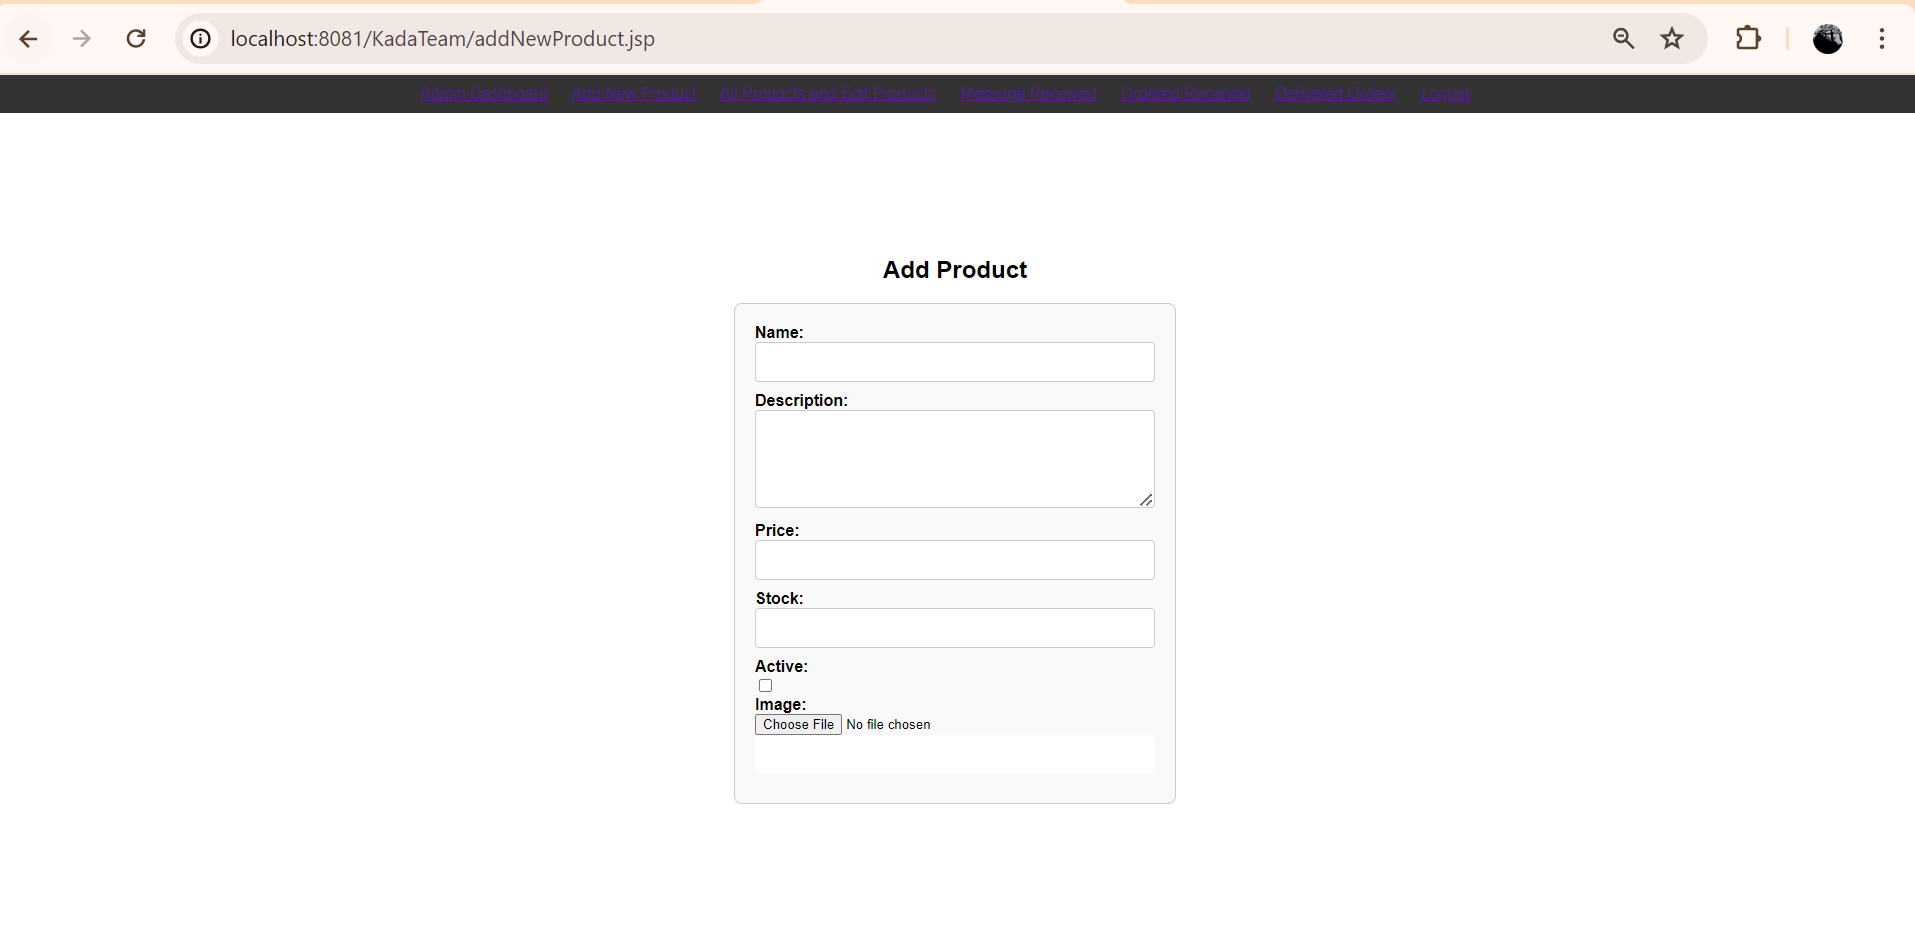 localhost:8081/KadaTeam/addNewProduct.jsp
Admin Dashboard Add New Product All Products and Edit Products Message Received Ordered Received Delivered Orders Logout
Add Product
Name:
Description:
Price:
Stock:
Active:
Image:
Choose File No file chosen